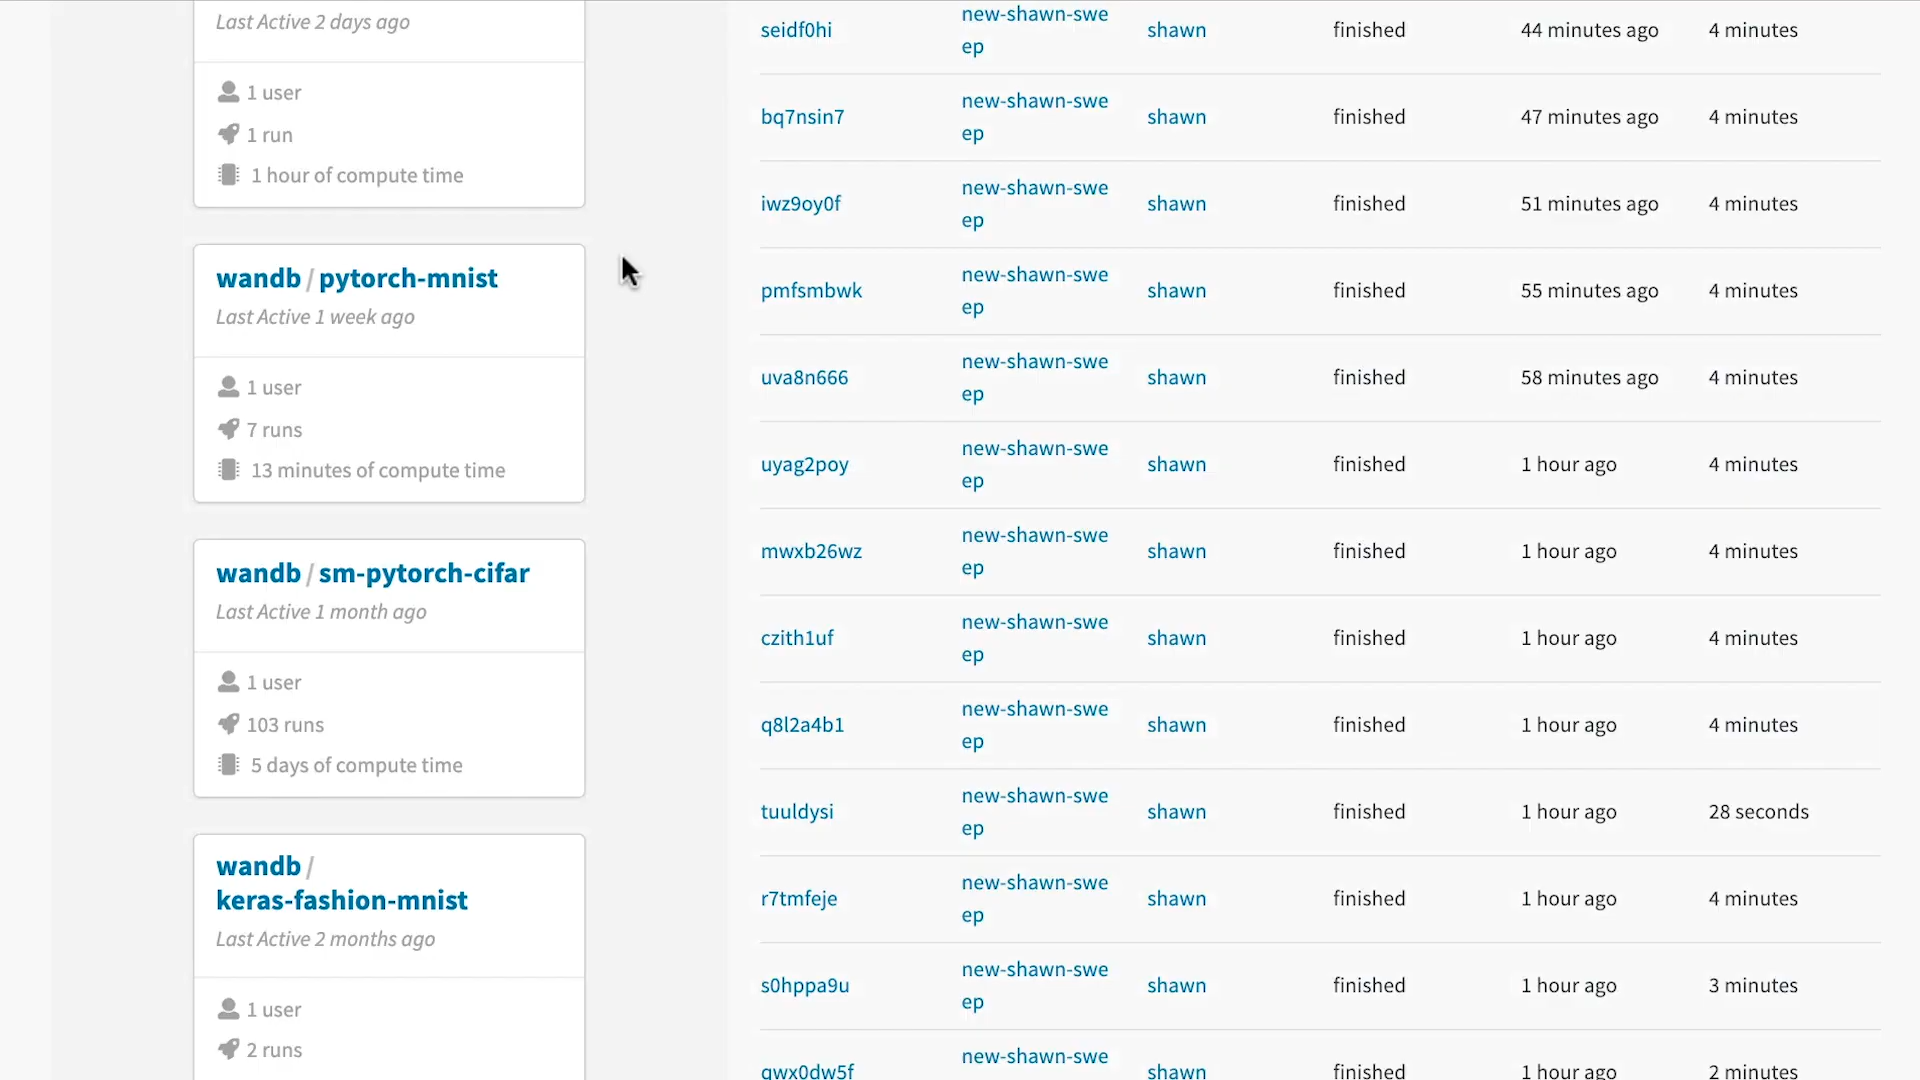 Last Active 2 days ago
1 user
1 run
1 hour of compute time
wandb / pytorch-mnist
Last Active 1 week ago
1 user
7 runs
13 minutes of compute time
wandb / sm-pytorch-cifar
Last Active 1 month ago
1 user
103 runs
5 days of compute time
wandb /
keras-fashion-mnist
Last Active 2 months ago
1 user
2 runs
seidf0hi new-shawn-swe shawn finished 44 minutes ago 4 minutes
ep
bq7nsin7 new-shawn-swe shawn finished 47 minutes ago 4 minutes
ep
iwz9oy0f new-shawn-swe shawn finished 51 minutes ago 4 minutes
ep
pmfsmbwk new-shawn-swe shawn finished 55 minutes ago 4 minutes
ep
uva8n666 new-shawn-swe shawn finished 58 minutes ago 4 minutes
ep
uyag2poy new-shawn-swe shawn finished 1 hour ago 4 minutes
ep
mwxb26wz new-shawn-swe shawn finished 1 hour ago 4 minutes
ep
czith1uf new-shawn-swe shawn finished 1 hour ago 4 minutes
ep
q8l2a4b1 new-shawn-swe shawn finished 1 hour ago 4 minutes
ep
tuuldysi new-shawn-swe shawn finished 1 hour ago 28 seconds
ep
r7tmfeje new-shawn-swe shawn finished 1 hour ago 4 minutes
ep
s0hppa9u new-shawn-swe shawn finished 1 hour ago 3 minutes
ep
qwx0dw5f new-shawn-swe shawn finished 1 hour ago 2 minutes